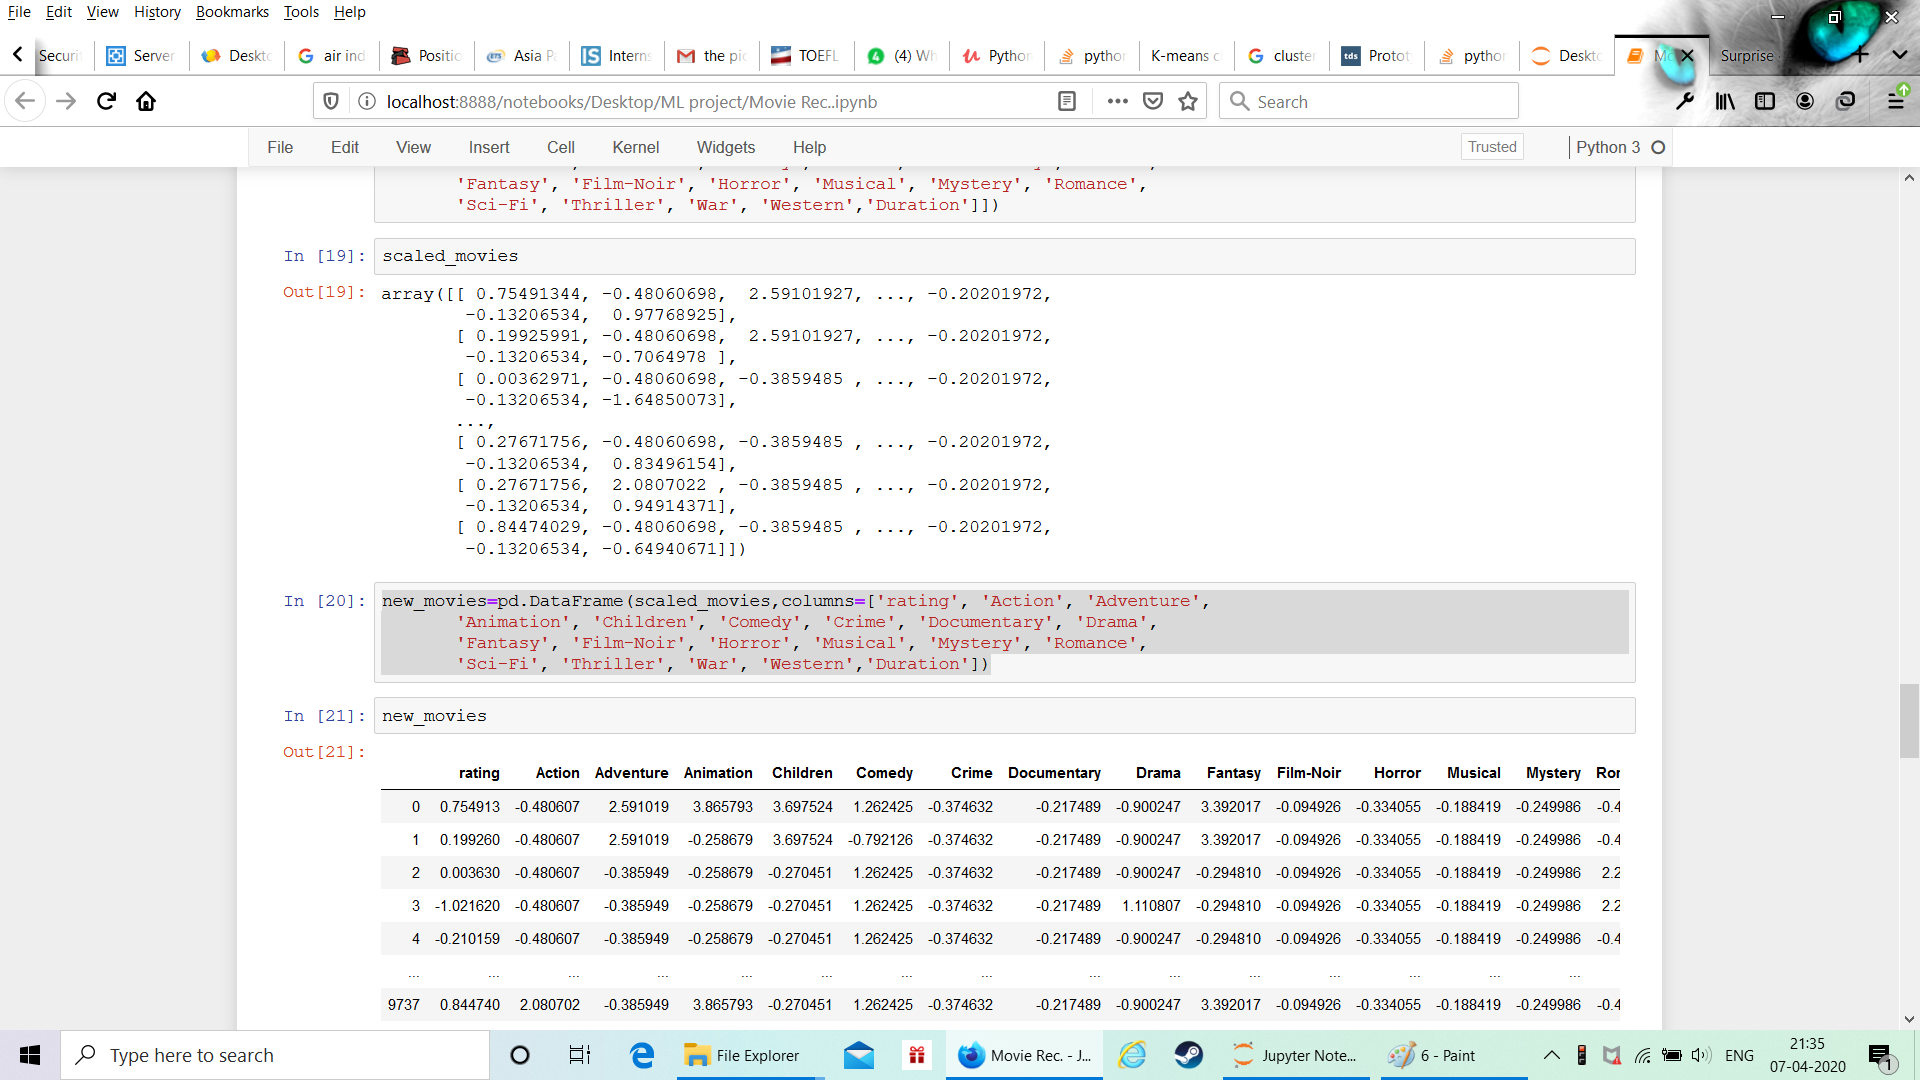 File Edit View History Bookmarks Tools Help
Securi Server Deskto air ind Positic Asia Pa Interns the pic TOEFL (4) Wh Python python K-means c cluster Protot python Deskto Mo Surprise
localhost:8888/notebooks/Desktop/ML project/Movie Rec..ipynb Search
File Edit View Insert Cell Kernel Widgets Help Trusted Python 3
'Fantasy', 'Film-Noir', 'Horror', 'Musical', 'Mystery', 'Romance',
'Sci-Fi', 'Thriller', 'War', 'Western','Duration']])
In [19]: scaled_movies
Out[19]: array([[ 0.75491344, -0.48060698,  2.59101927, ..., -0.20201972,
-0.13206534,  0.97768925],
[ 0.19925991, -0.48060698,  2.59101927, ..., -0.20201972,
-0.13206534, -0.7064978 ],
[ 0.00362971, -0.48060698, -0.3859485 , ..., -0.20201972,
-0.13206534, -1.64850073],
...,
[ 0.27671756, -0.48060698, -0.3859485 , ..., -0.20201972,
-0.13206534,  0.83496154],
[ 0.27671756,  2.0807022 , -0.3859485 , ..., -0.20201972,
-0.13206534,  0.94914371],
[ 0.84474029, -0.48060698, -0.3859485 , ..., -0.20201972,
-0.13206534, -0.64940671]])
In [20]: new_movies=pd.DataFrame(scaled_movies,columns=['rating', 'Action', 'Adventure',
'Animation', 'Children', 'Comedy', 'Crime', 'Documentary', 'Drama',
'Fantasy', 'Film-Noir', 'Horror', 'Musical', 'Mystery', 'Romance',
'Sci-Fi', 'Thriller', 'War', 'Western','Duration'])
In [21]: new_movies
Out[21]:
rating Action Adventure Animation Children Comedy Crime Documentary Drama Fantasy Film-Noir Horror Musical Mystery Ror
0 0.754913 -0.480607 2.591019 3.865793 3.697524 1.262425 -0.374632 -0.217489 -0.900247 3.392017 -0.094926 -0.334055 -0.188419 -0.249986 -0.4
1 0.199260 -0.480607 2.591019 -0.258679 3.697524 -0.792126 -0.374632 -0.217489 -0.900247 3.392017 -0.094926 -0.334055 -0.188419 -0.249986 -0.4
2 0.003630 -0.480607 -0.385949 -0.258679 -0.270451 1.262425 -0.374632 -0.217489 -0.900247 -0.294810 -0.094926 -0.334055 -0.188419 -0.249986 2.2
3 -1.021620 -0.480607 -0.385949 -0.258679 -0.270451 1.262425 -0.374632 -0.217489 1.110807 -0.294810 -0.094926 -0.334055 -0.188419 -0.249986 2.2
4 -0.210159 -0.480607 -0.385949 -0.258679 -0.270451 1.262425 -0.374632 -0.217489 -0.900247 -0.294810 -0.094926 -0.334055 -0.188419 -0.249986 -0.4
... ... ... ... ... ... ... ... ... ... ... ... ... ... ...
9737 0.844740 2.080702 -0.385949 3.865793 -0.270451 1.262425 -0.374632 -0.217489 -0.900247 3.392017 -0.094926 -0.334055 -0.188419 -0.249986 -0.4
Type here to search File Explorer Movie Rec. - J... Jupyter Note... 6 - Paint ENG 21:35
07-04-2020 1